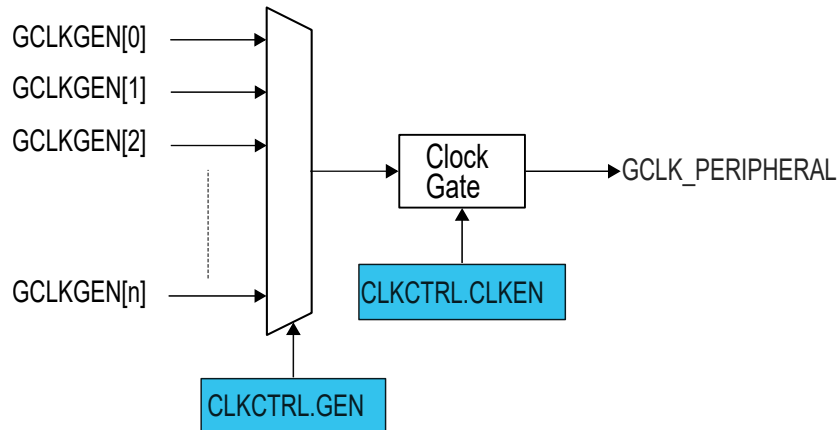 GCLKGEN[0]
GCLKGEN[1]
GCLKGEN[2]
GCLKGEN[n]
Clock
Gate
GCLK_PERIPHERAL
CLKCTRL.CLKEN
CLKCTRL.GEN